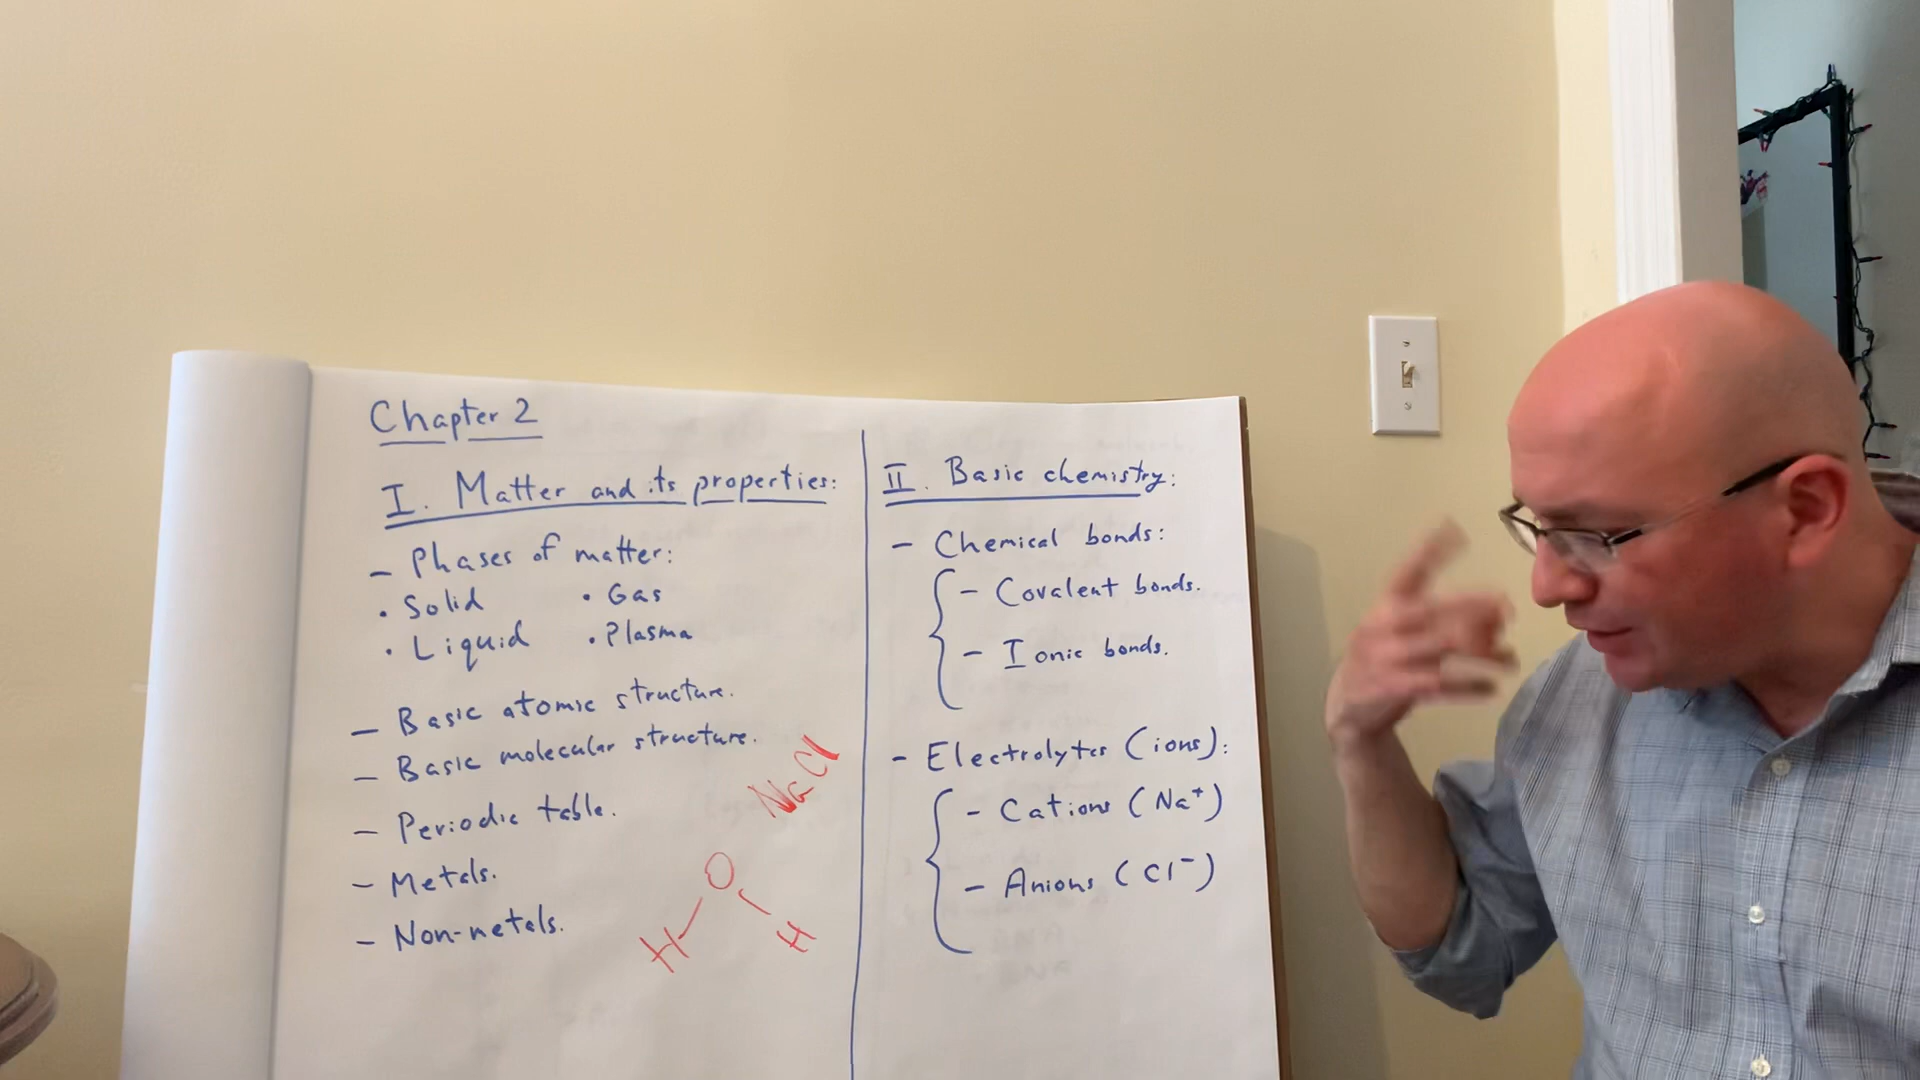 Chapter 2
I. Matter and its properties:
- Phases of matter:
• Solid • Gas
• Liquid • Plasma
- Basic atomic structure.
- Basic molecular structure.
- Periodic table.
- Metals.
- Non-metals.
NaCl
O
H H
II. Basic chemistry:
- Chemical bonds:
- Covalent bonds.
- Ionic bonds.
- Electrolytes (ions):
- Cations (Na⁺)
- Anions (Cl⁻)